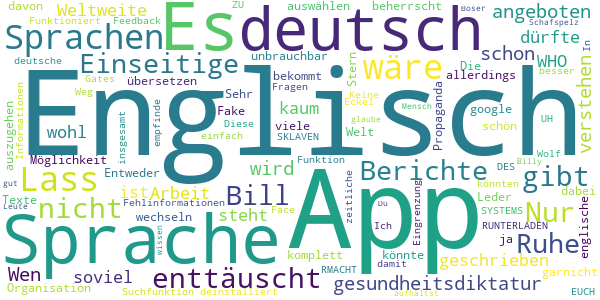 davon Weltweite ZU auswählen beherrscht Böser angeboten
Funktioniert Feedback Schafspelz
Sprachen Es deutsch schon dürfte
deutsche Einseitige unbrauchbar wäre WHO In
Gates bekommt Stern Die besser
Weg übersetzen Fragen allerdings verstehen
Englisch
auszugehen Informationen wohl Sehr Fake kaum Keine Eckel Welt Propaganda google schön UH
Möglichkeit insgesamt empfinde Diese viele einfach SKLAVEN Mensch glaube Wolf
Entweder wird Funktion App Berichte DES gibt Billy
Lass ist Arbeit Bill zeitliche könnten
gut Texte nicht Fehlinformationen Face Du Eingrenzung SYSTEMS Leder dabei
Leute wechseln steht Ich RUNTERLADEN Nur englische
Sprache wissen komplett ja Ruhe
Wen soviel könnte damit geschrieben garnicht
Organisation enttäuscht RMACHT gesundheitsdiktatur
Suchfunktion deinstalliert aufhältst EUCH